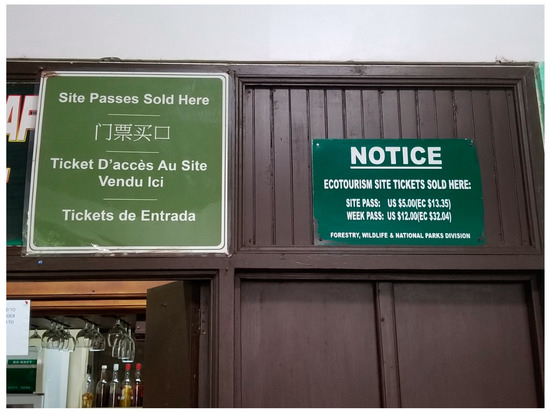 Site Passes Sold Here
门票买口
Ticket D'accès Au Site
Vendu Ici
Tickets de Entrada
NOTICE
ECOTOURISM SITE TICKETS SOLD HERE:
SITE PASS: US $5.00(EC $13.35)
WEEK PASS: US $12.00(EC $32.04)
FORESTRY, WILDLIFE & NATIONAL PARKS DIVISION